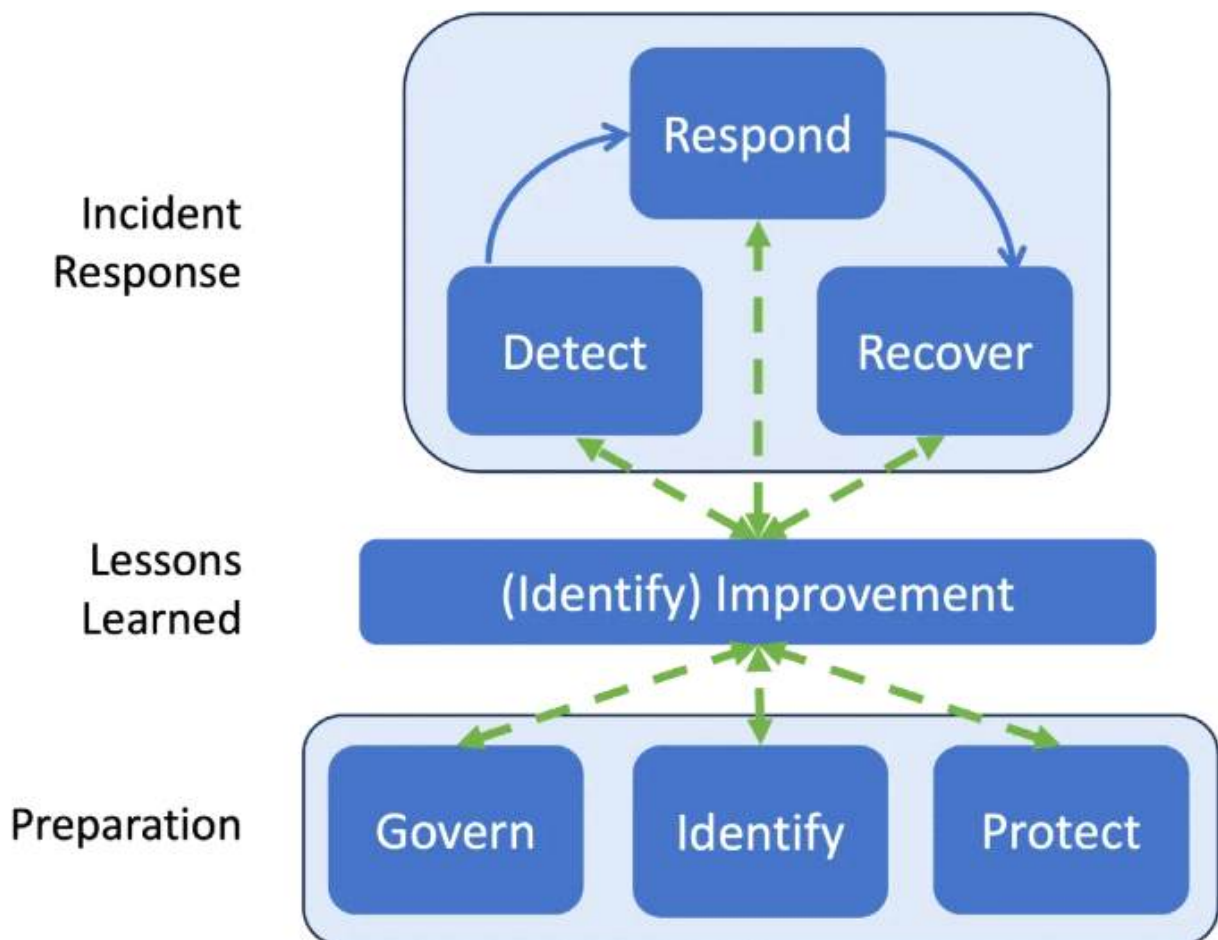 Respond
Incident
Response
Detect
Recover
Lessons
Learned
(Identify) Improvement
Preparation
Govern
Identify
Protect